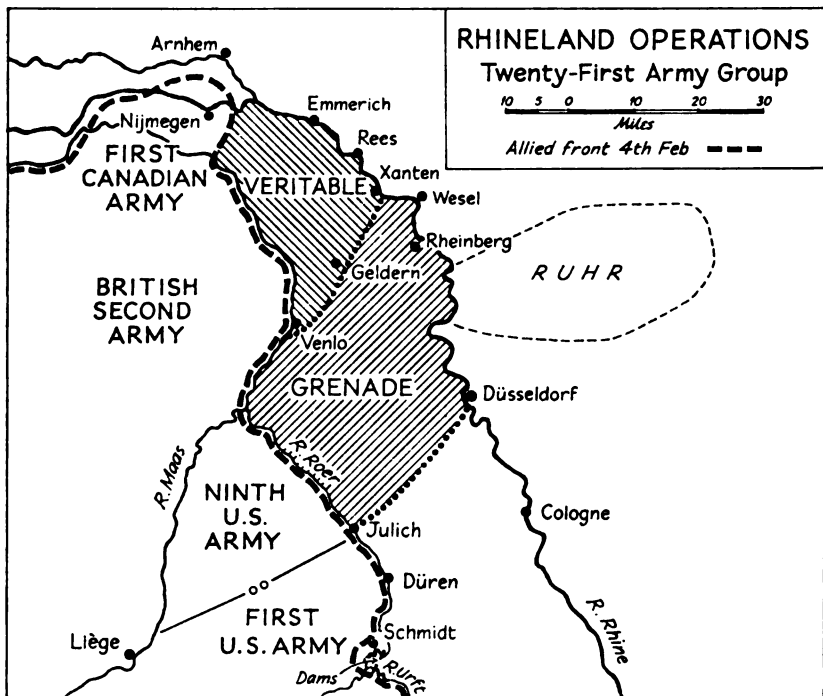 RHINELAND OPERATIONS
Twenty-First Army Group
10 5 0 10 20 30
Miles
Allied front 4th Feb
Arnhem
Nijmegen
Emmerich
Rees
FIRST
CANADIAN
ARMY
VERITABLE
Xanten
Wesel
Rheinberg
Geldern
RUHR
BRITISH
SECOND
ARMY
Venlo
GRENADE
Düsseldorf
R. Maas
R. Roer
NINTH
U.S.
ARMY
Julich
Cologne
Düren
FIRST
U.S. ARMY
Liège
Schmidt
Dams
R. Urft
R. Rhine